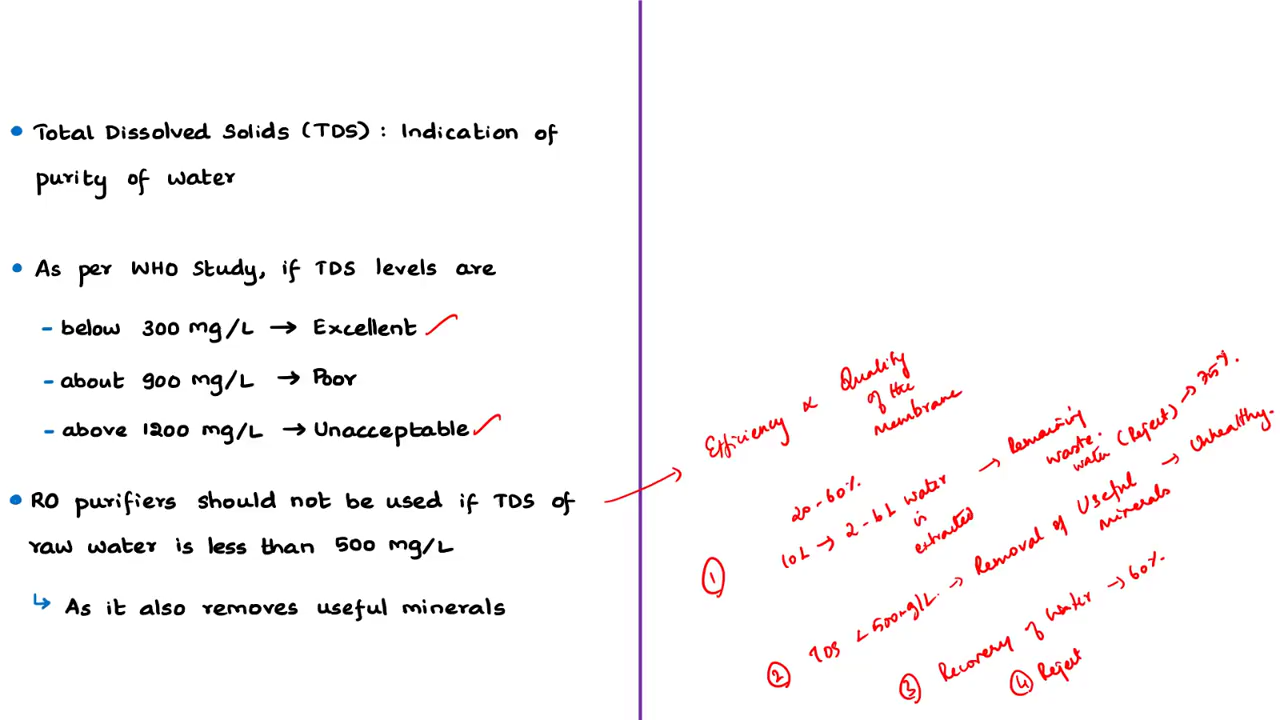 • Total Dissolved Solids (TDS) : Indication of
purity of water
• As per WHO study, if TDS levels are
- below 300 mg/L → Excellent ✓
- about 900 mg/L → Poor
- above 1200 mg/L → Unacceptable ✓
• RO purifiers should not be used if TDS of
raw water is less than 500 mg/L
↳ As it also removes useful minerals
→ Efficiency ∝ Quality
of the
membrane
20-60%
① 10L → 2-6L water
is
extracted
→ Remaining
waste.
water (Reject) → 35%.
② TDS < 500mg/L. → Removal of Useful
minerals
→ Unhealthy.
③ Recovery of water → 60%.
④ Reject